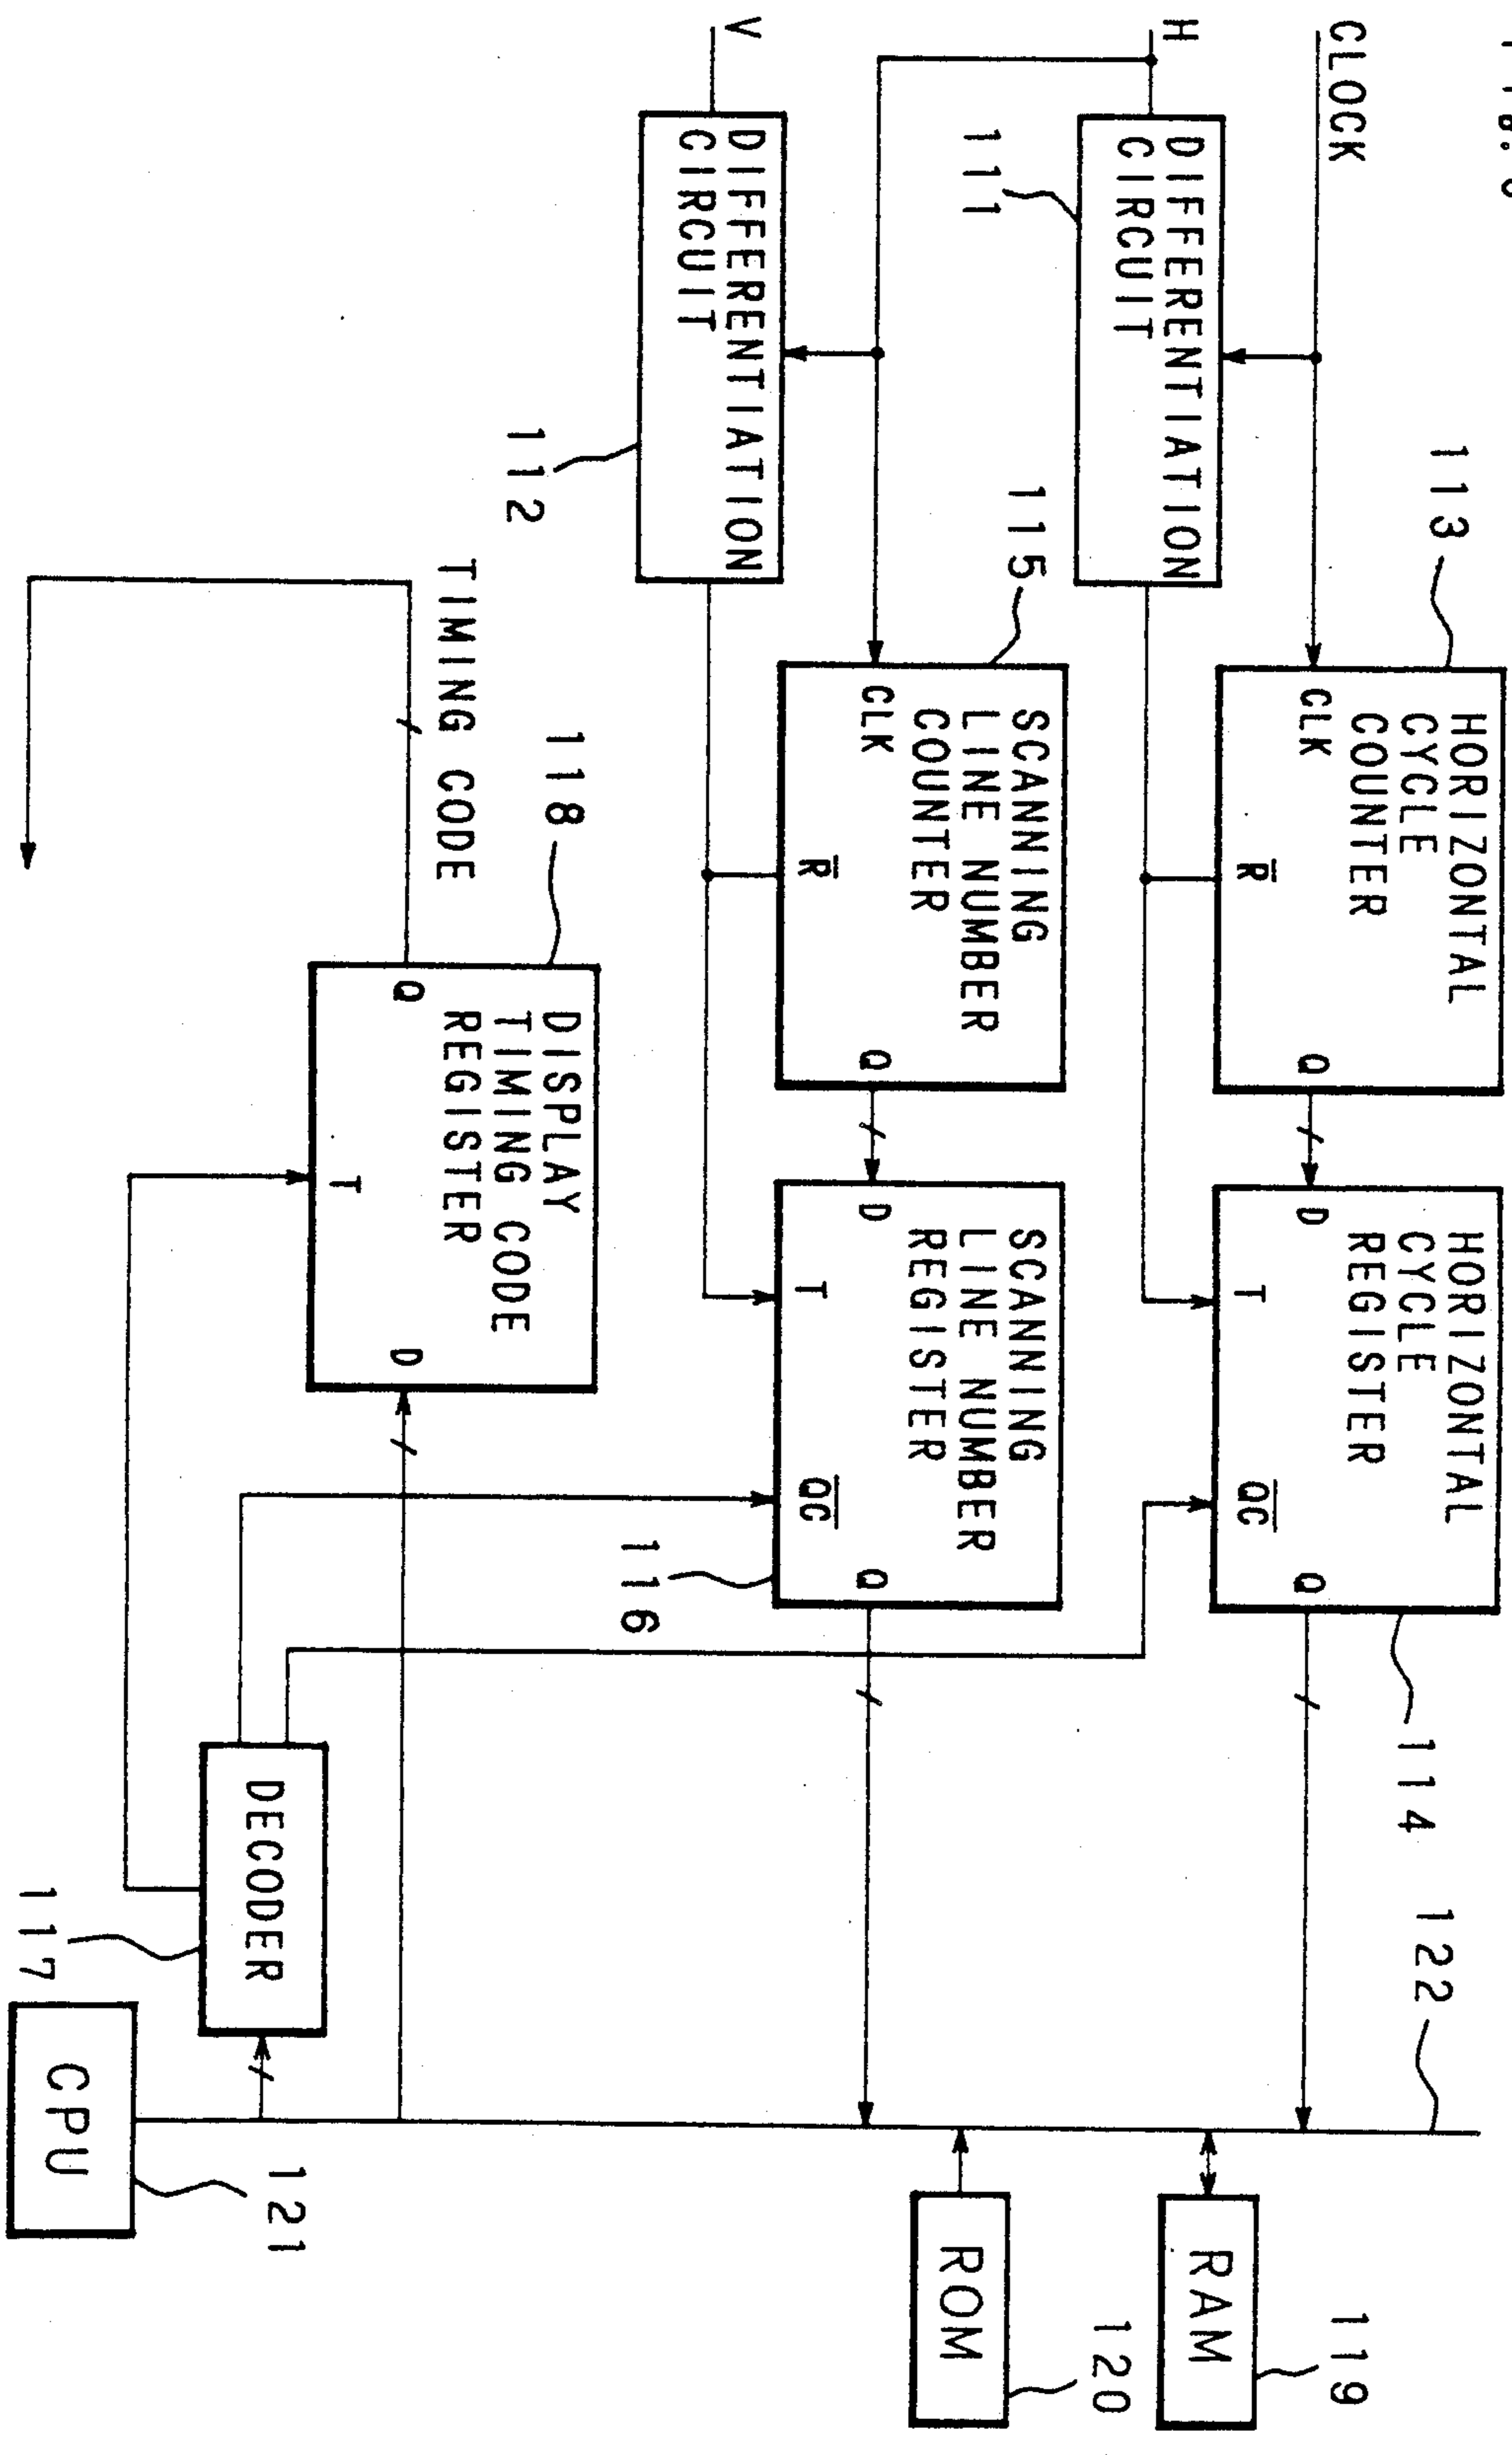 CLOCK
H
V
DIFFERENTIATION
CIRCUIT
111
DIFFERENTIATION
CIRCUIT
112
113
HORIZONTAL
CYCLE
COUNTER
CLK
R̅
Q
115
SCANNING
LINE NUMBER
COUNTER
CLK
R̅
Q
HORIZONTAL
CYCLE
REGISTER
D
T
Q̅C̅
Q
114
SCANNING
LINE NUMBER
REGISTER
D
T
Q̅C̅
Q
116
TIMING CODE
118
DISPLAY
TIMING CODE
REGISTER
Q
T
D
DECODER
117
122
RAM
119
ROM
120
CPU
121